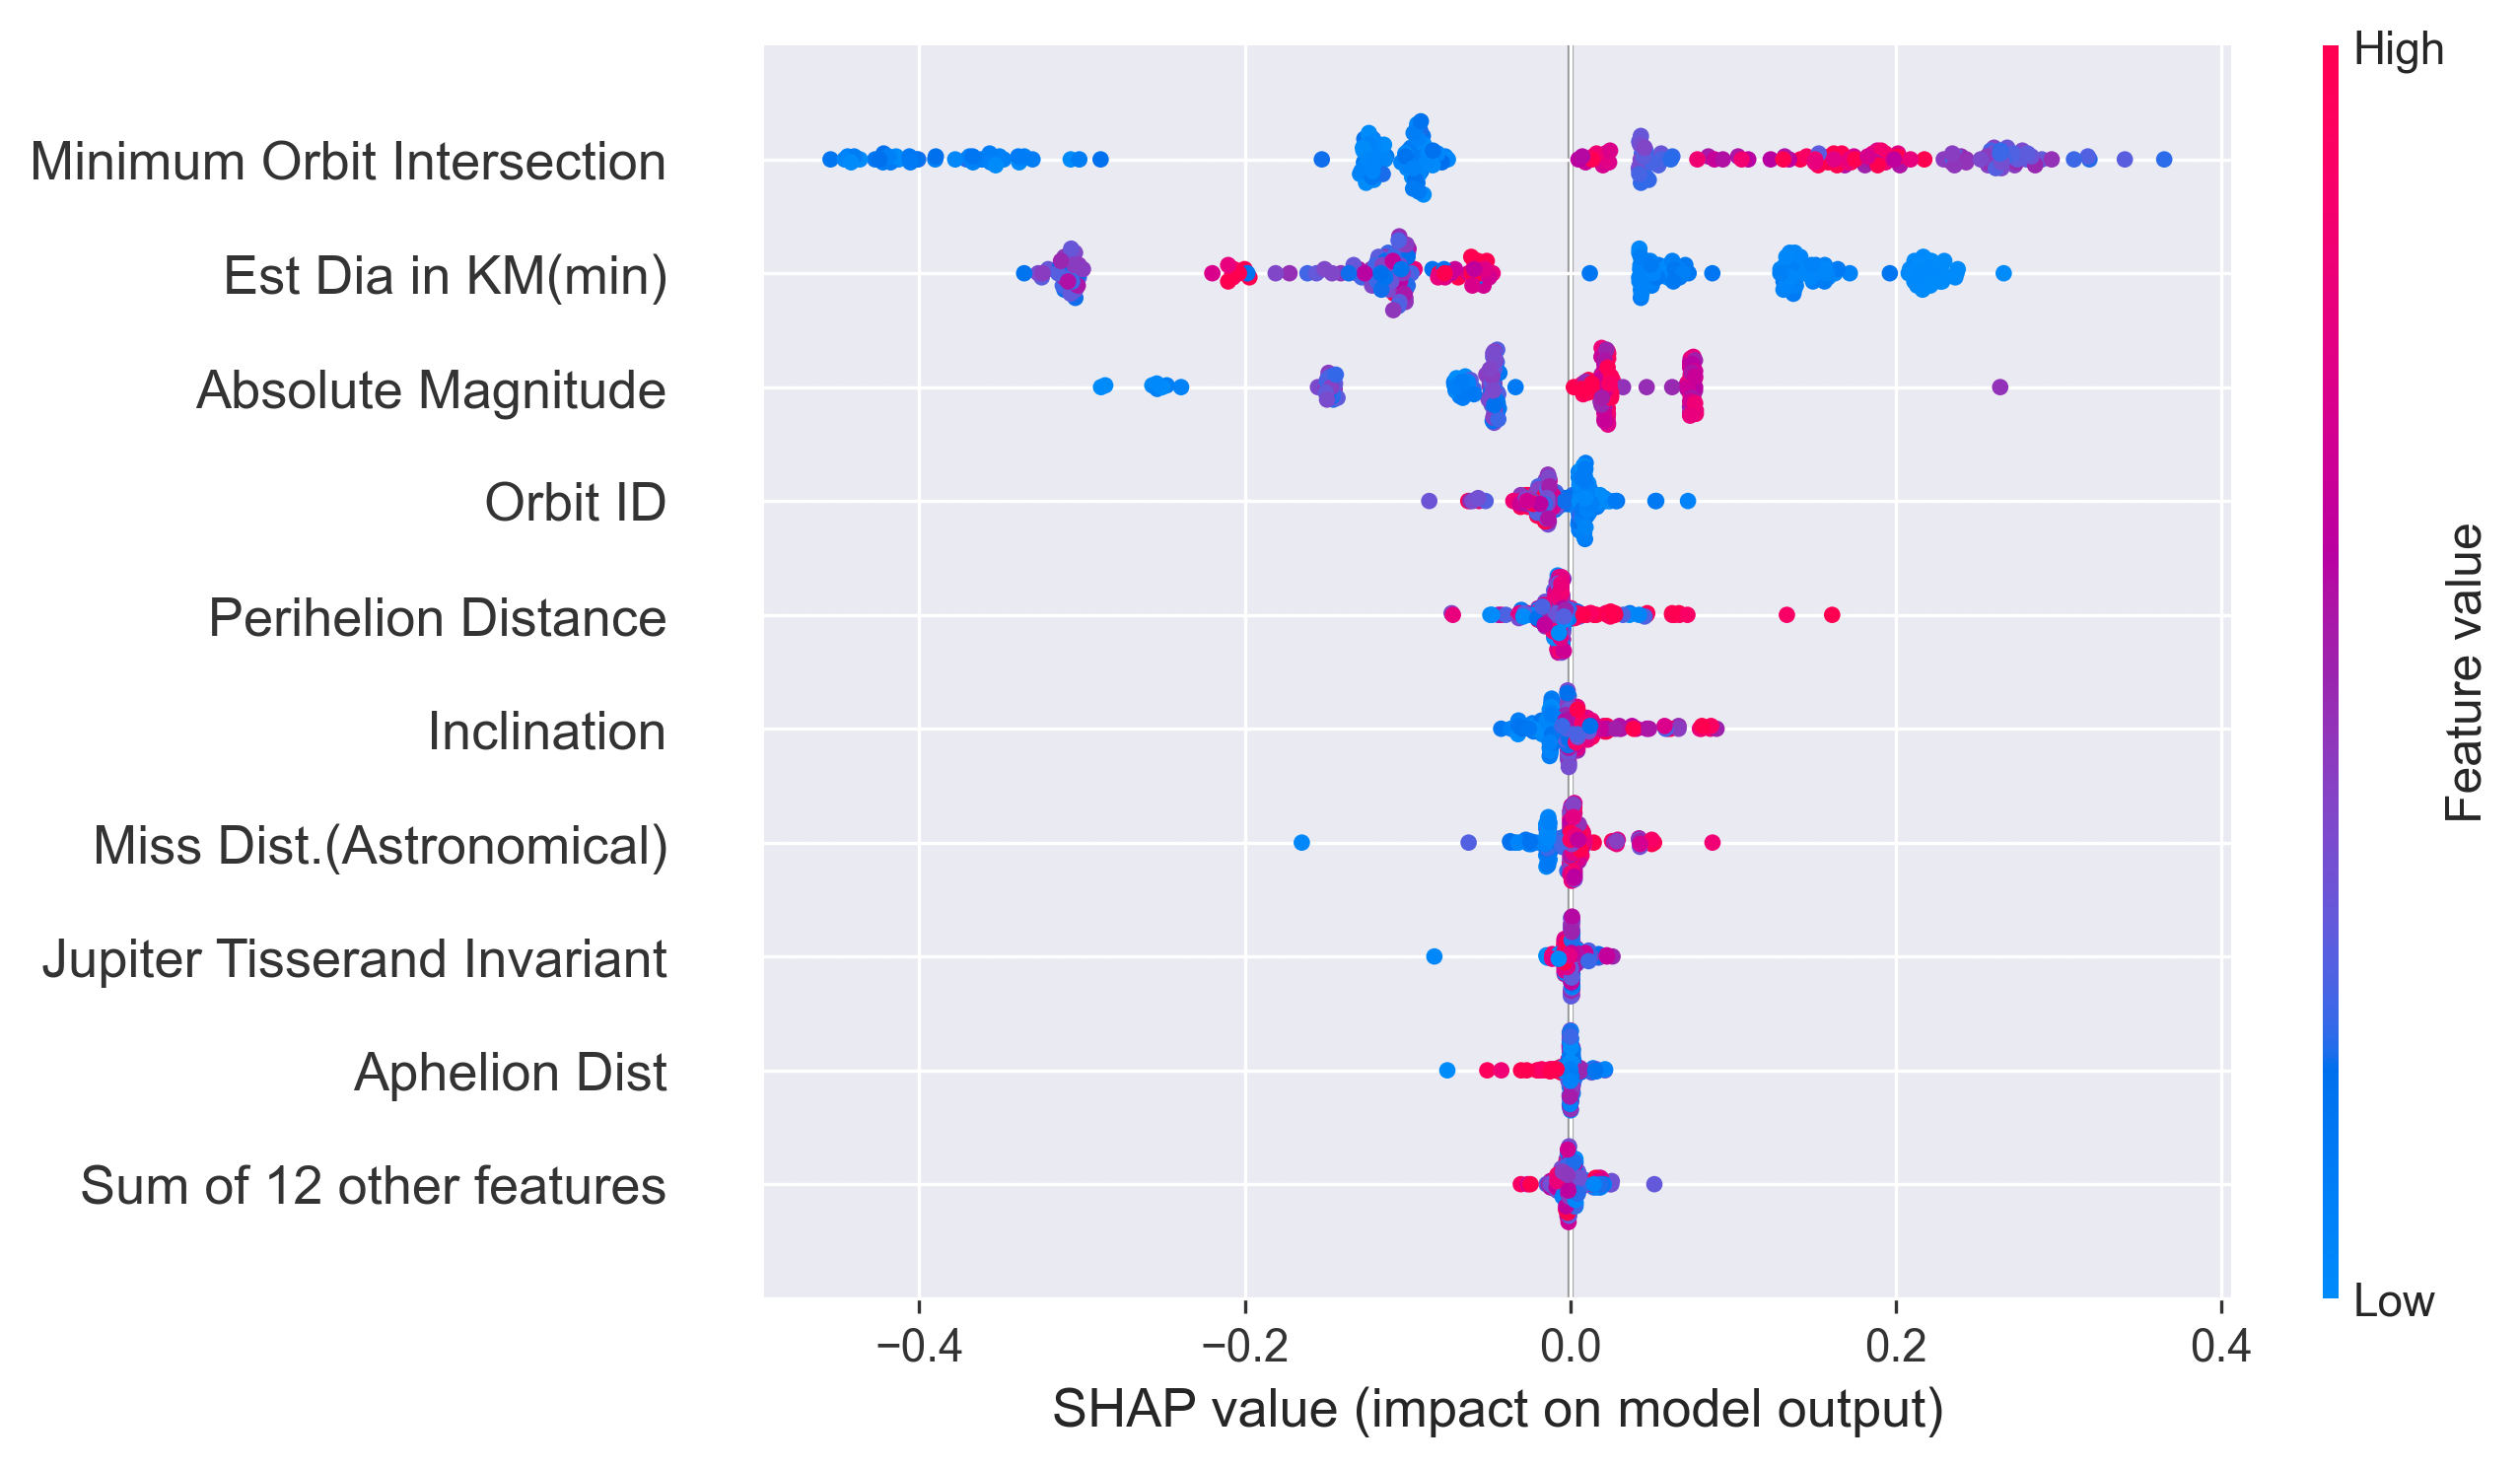 High
Minimum Orbit Intersection
Est Dia in KM(min)
Absolute Magnitude
Orbit ID
Perihelion Distance
Inclination
Miss Dist.(Astronomical)
Jupiter Tisserand Invariant
Aphelion Dist
Sum of 12 other features
Feature value
Low
−0.4 −0.2 0.0 0.2 0.4
SHAP value (impact on model output)